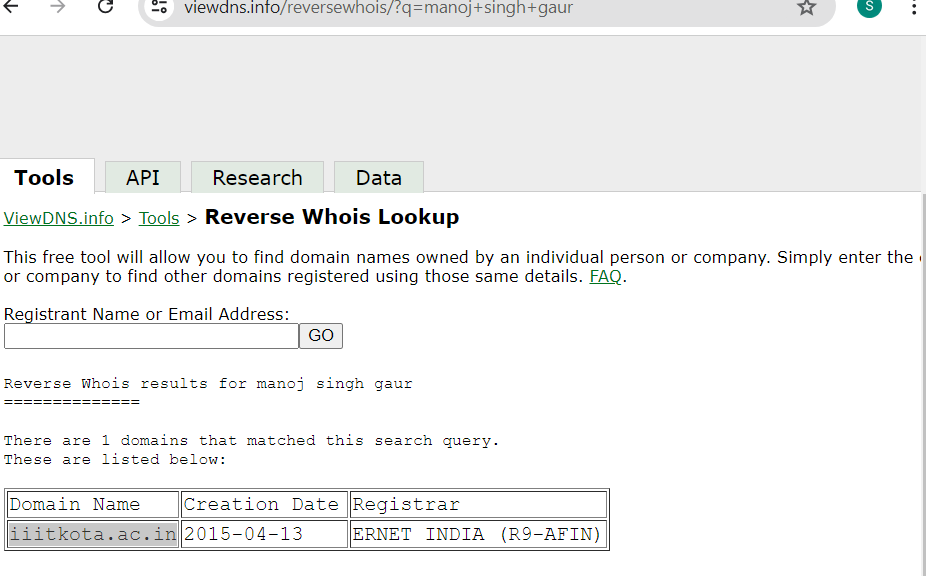 viewdns.info/reversewhois/?q=manoj+singh+gaur
S
Tools API Research Data
ViewDNS.info > Tools > Reverse Whois Lookup
This free tool will allow you to find domain names owned by an individual person or company. Simply enter the
or company to find other domains registered using those same details. FAQ.
Registrant Name or Email Address:
GO
Reverse Whois results for manoj singh gaur
==============
There are 1 domains that matched this search query.
These are listed below:
Domain Name Creation Date Registrar
iiitkota.ac.in 2015-04-13 ERNET INDIA (R9-AFIN)